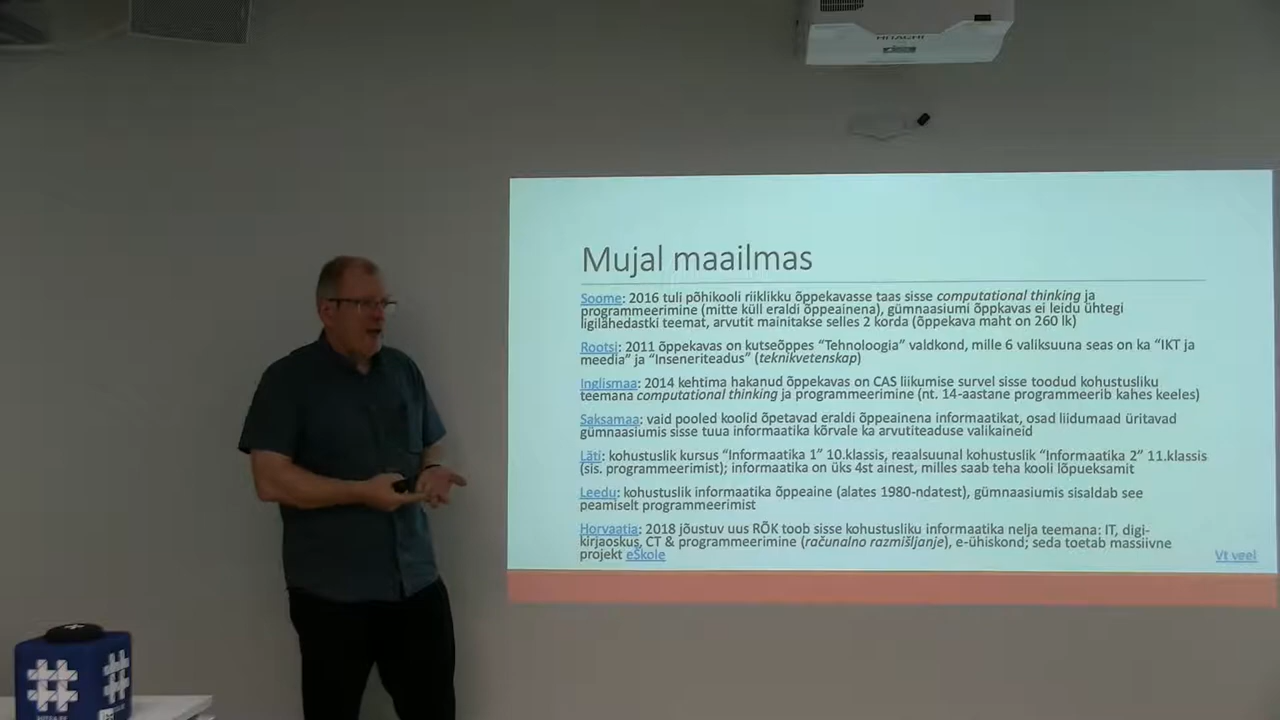 HITACHI
Mujal maailmas
Soome: 2016 tuli põhikooli riiklikku õppekavasse taas sisse computational thinking ja
programmeerimine (mitte küll eraldi õppeainena), gümnaasiumi õppkavas ei leidu ühtegi
ligilähedastki teemat, arvutit mainitakse selles 2 korda (õppekava maht on 260 lk)
Rootsi: 2011 õppekavas on kutseõppes "Tehnoloogia" valdkond, mille 6 valiksuuna seas on ka "IKT ja
meedia" ja "Inseneriteadus" (teknikvetenskap)
Inglismaa: 2014 kehtima hakanud õppekavas on CAS liikumise survel sisse toodud kohustusliku
teemana computational thinking ja programmeerimine (nt. 14-aastane programmeerib kahes keeles)
Saksamaa: vaid pooled koolid õpetavad eraldi õppeainena informaatikat, osad liidumaad üritavad
gümnaasiumis sisse tuua informaatika kõrvale ka arvutiteaduse valikaineid
Läti: kohustuslik kursus "Informaatika 1" 10.klassis, reaalsuunal kohustuslik "Informaatika 2" 11.klassis
(sis. programmeerimist); informaatika on üks 4st ainest, milles saab teha kooli lõpueksamit
Leedu: kohustuslik informaatika õppeaine (alates 1980-ndatest), gümnaasiumis sisaldab see
peamiselt programmeerimist
Horvaatia: 2018 jõustuv uus RÕK toob sisse kohustusliku informaatika nelja teemana: IT, digi-
kirjaoskus, CT & programmeerimine (računalno razmišljanje), e-ühiskond; seda toetab massiivne
projekt eŠkole
Vt veel